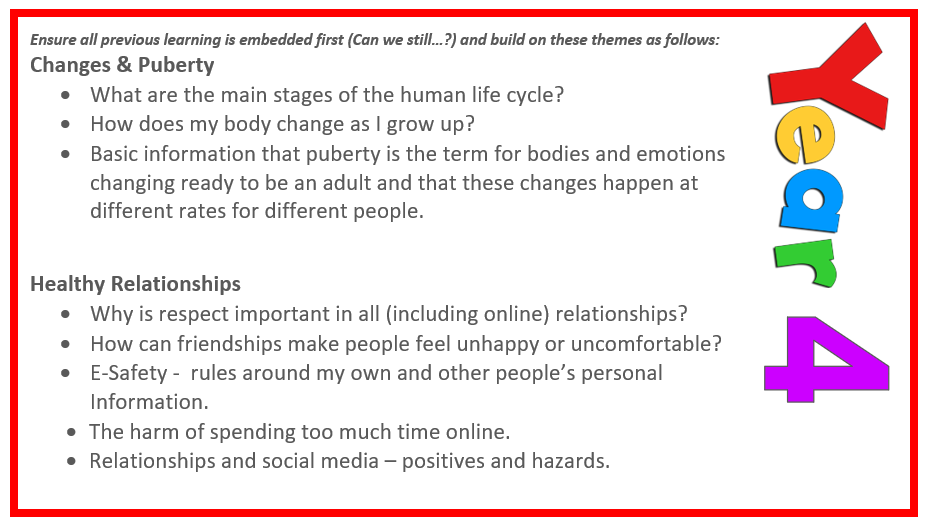 Ensure all previous learning is embedded first (Can we still…?) and build on these themes as follows:
Changes & Puberty
• What are the main stages of the human life cycle?
• How does my body change as I grow up?
• Basic information that puberty is the term for bodies and emotions
changing ready to be an adult and that these changes happen at
different rates for different people.
Healthy Relationships
• Why is respect important in all (including online) relationships?
• How can friendships make people feel unhappy or uncomfortable?
• E-Safety -  rules around my own and other people’s personal
Information.
• The harm of spending too much time online.
• Relationships and social media – positives and hazards.
Year 4